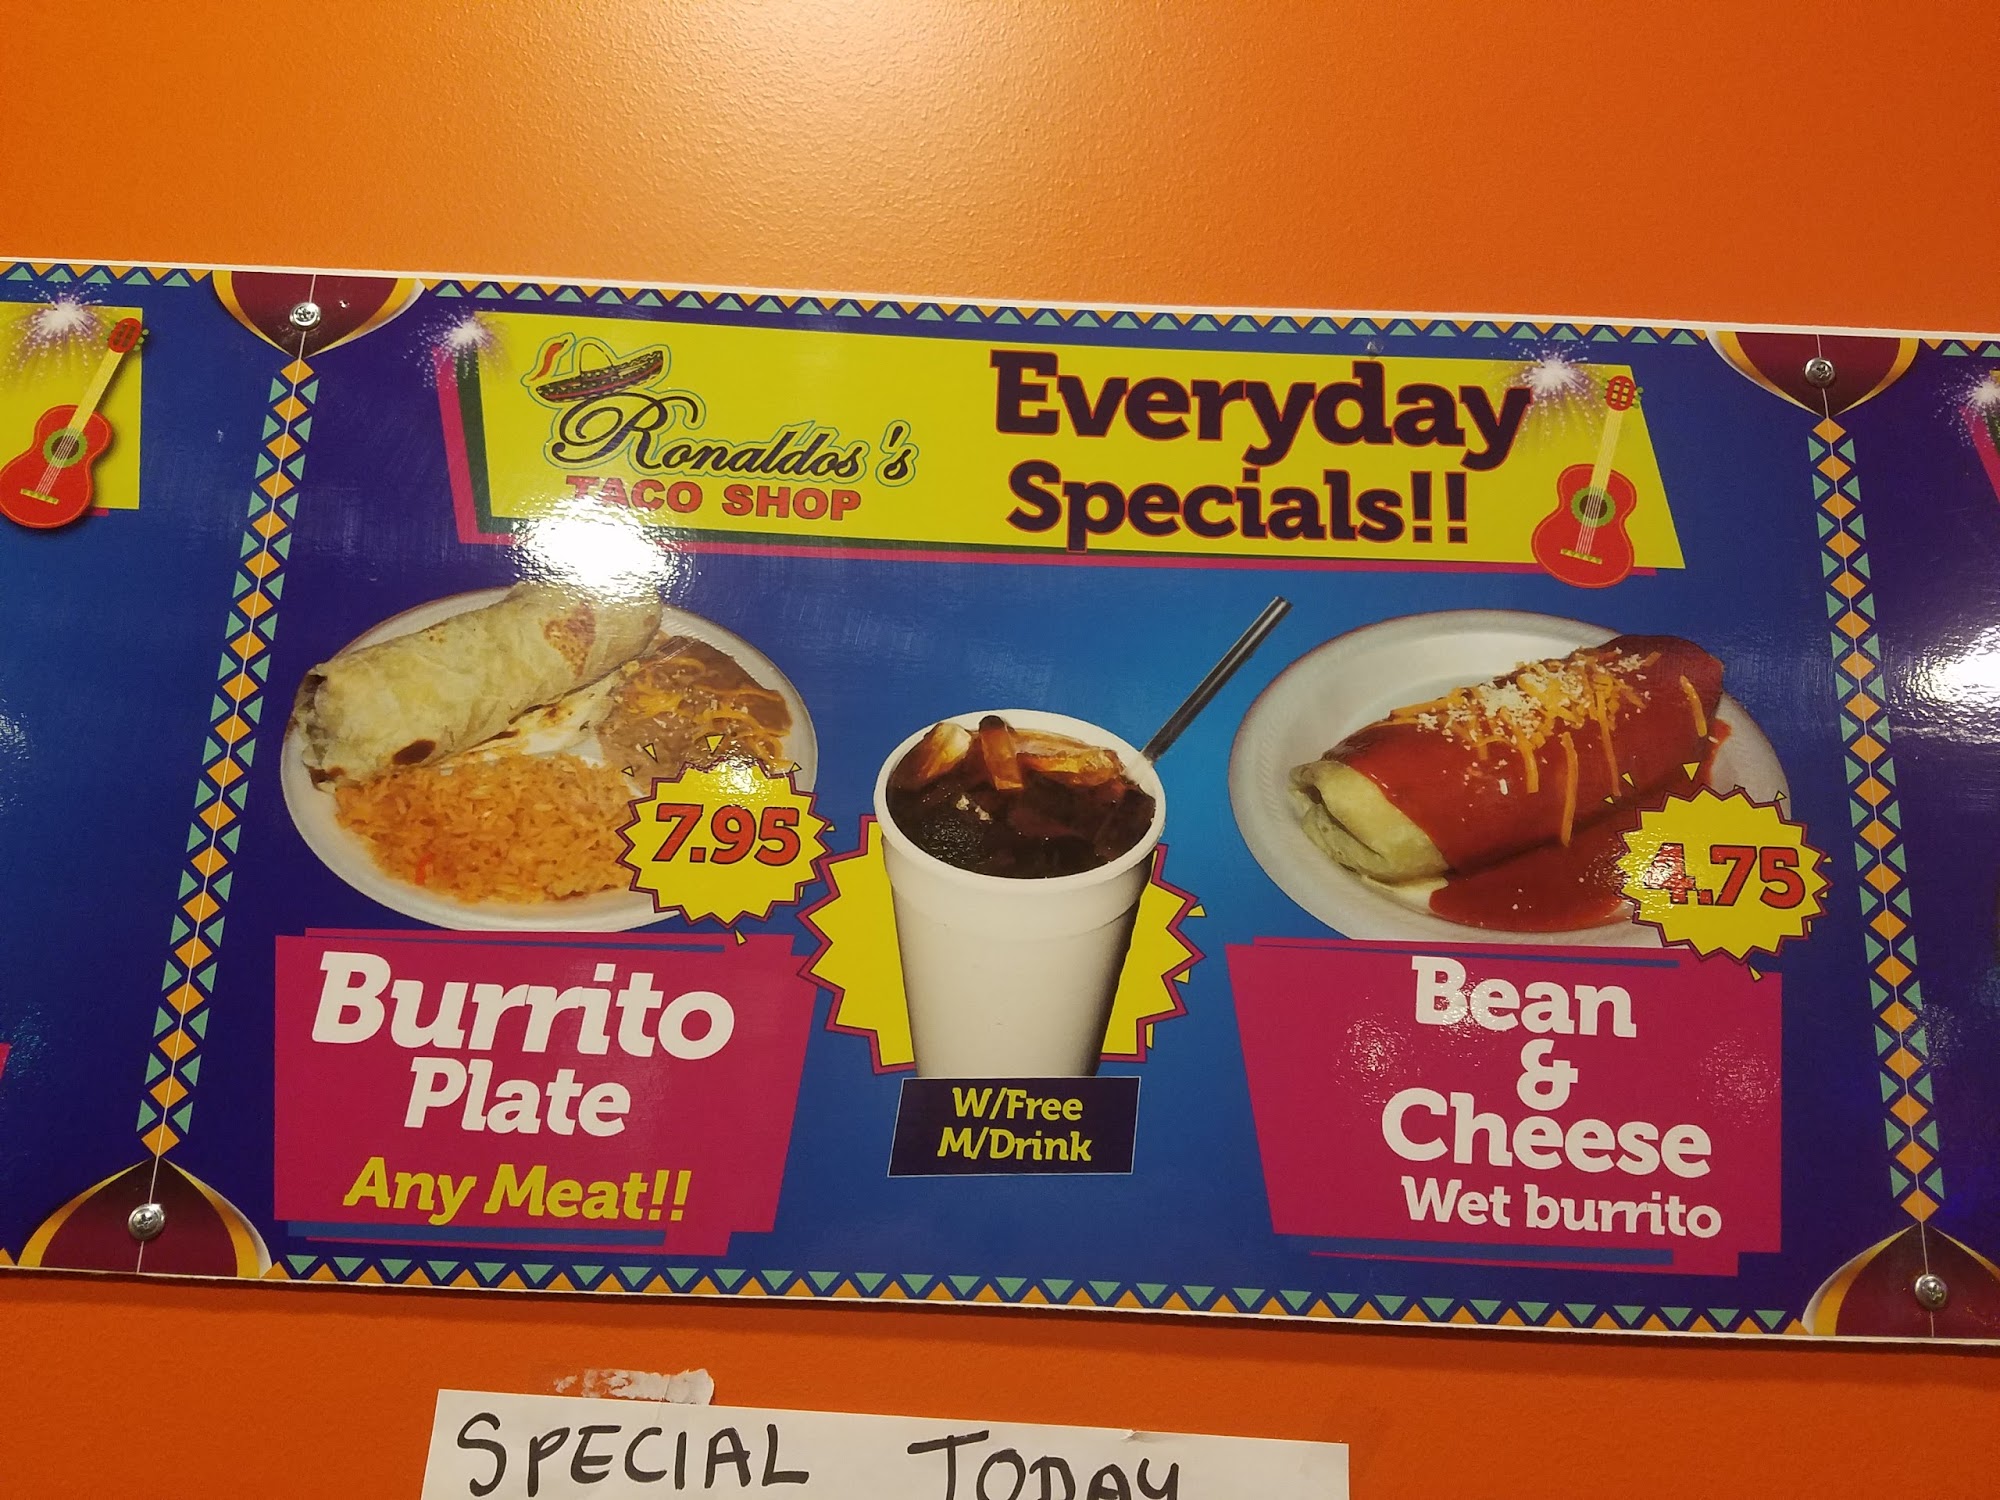 Ronaldos's
TACO SHOP
Everyday
Specials!!
7.95
Burrito
Plate
Any Meat!!
W/Free
M/Drink
4.75
Bean
&
Cheese
Wet burrito
SPECIAL TODAY